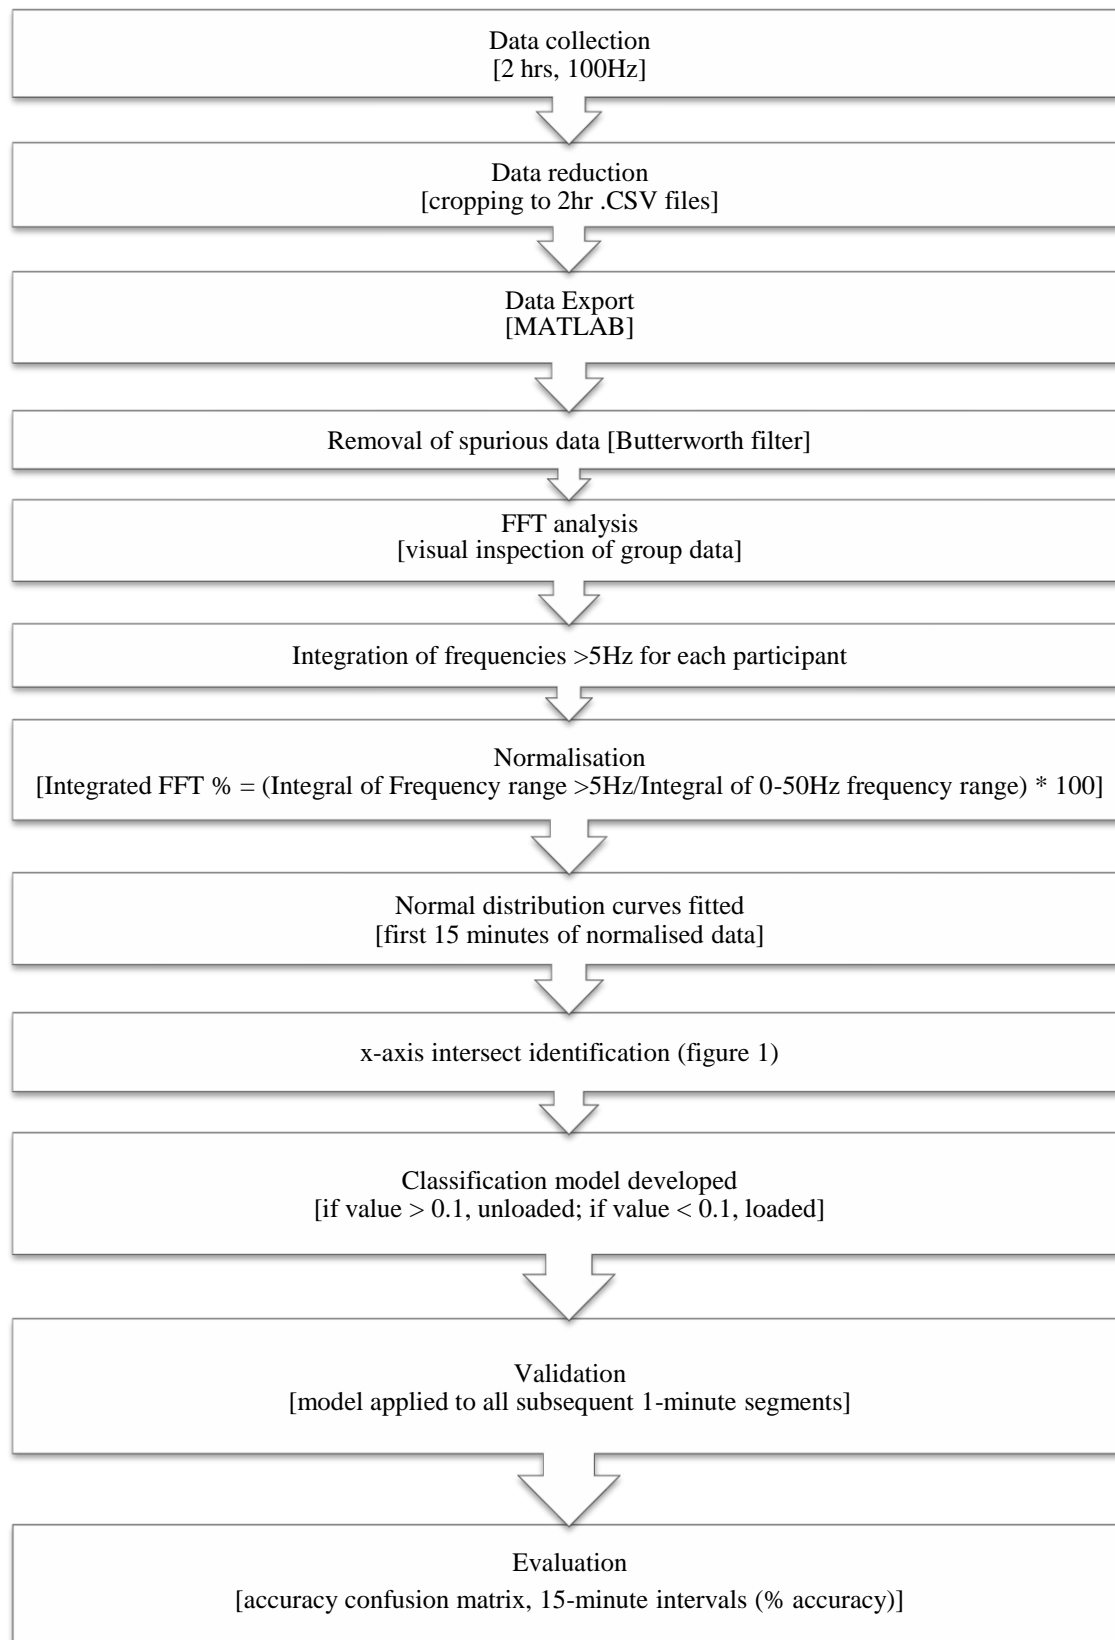 Data collection
[2 hrs, 100Hz]
Data reduction
[cropping to 2hr .CSV files]
Data Export
[MATLAB]
Removal of spurious data [Butterworth filter]
FFT analysis
[visual inspection of group data]
Integration of frequencies >5Hz for each participant
Normalisation
[Integrated FFT % = (Integral of Frequency range >5Hz/Integral of 0-50Hz frequency range) * 100]
Normal distribution curves fitted
[first 15 minutes of normalised data]
x-axis intersect identification (figure 1)
Classification model developed
[if value > 0.1, unloaded; if value < 0.1, loaded]
Validation
[model applied to all subsequent 1-minute segments]
Evaluation
[accuracy confusion matrix, 15-minute intervals (% accuracy)]